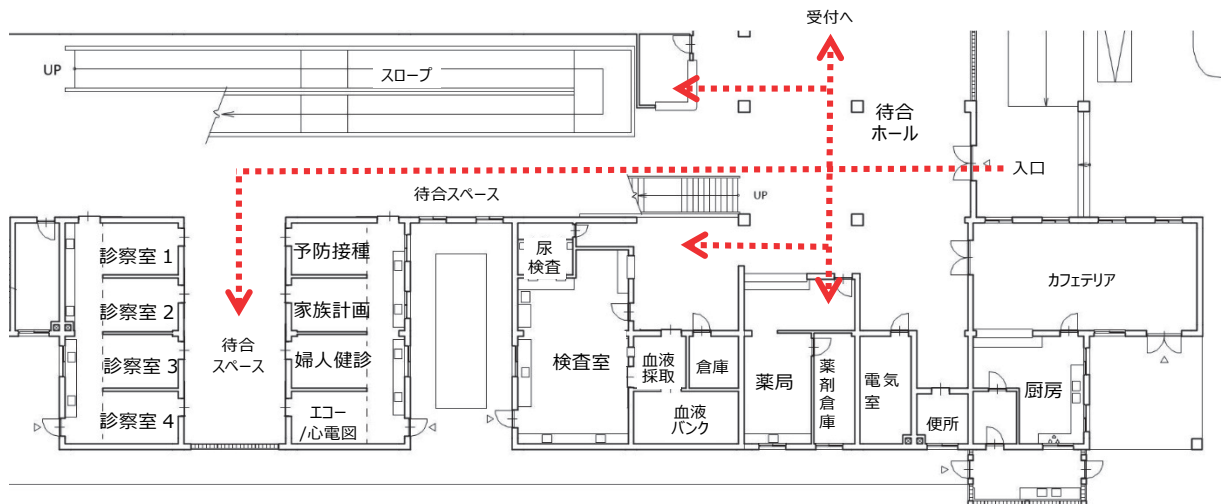 受付へ
UP
スロープ
待合
ホール
入口
待合スペース
UP
診察室 1
診察室 2
診察室 3
診察室 4
待合
スペース
予防接種
家族計画
婦人健診
エコー
/心電図
尿
検査
検査室
血液
採取
倉庫
血液
バンク
薬局
薬
剤
倉
庫
電気
室
便所
カフェテリア
厨房